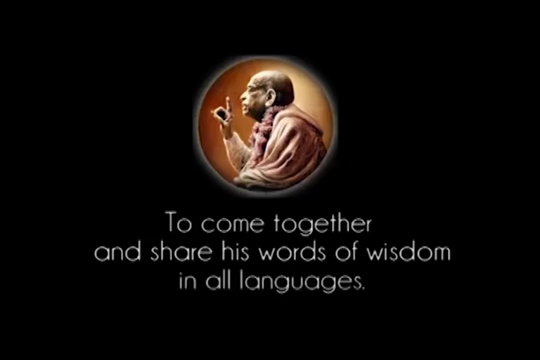 To come together
and share his words of wisdom
in all languages.